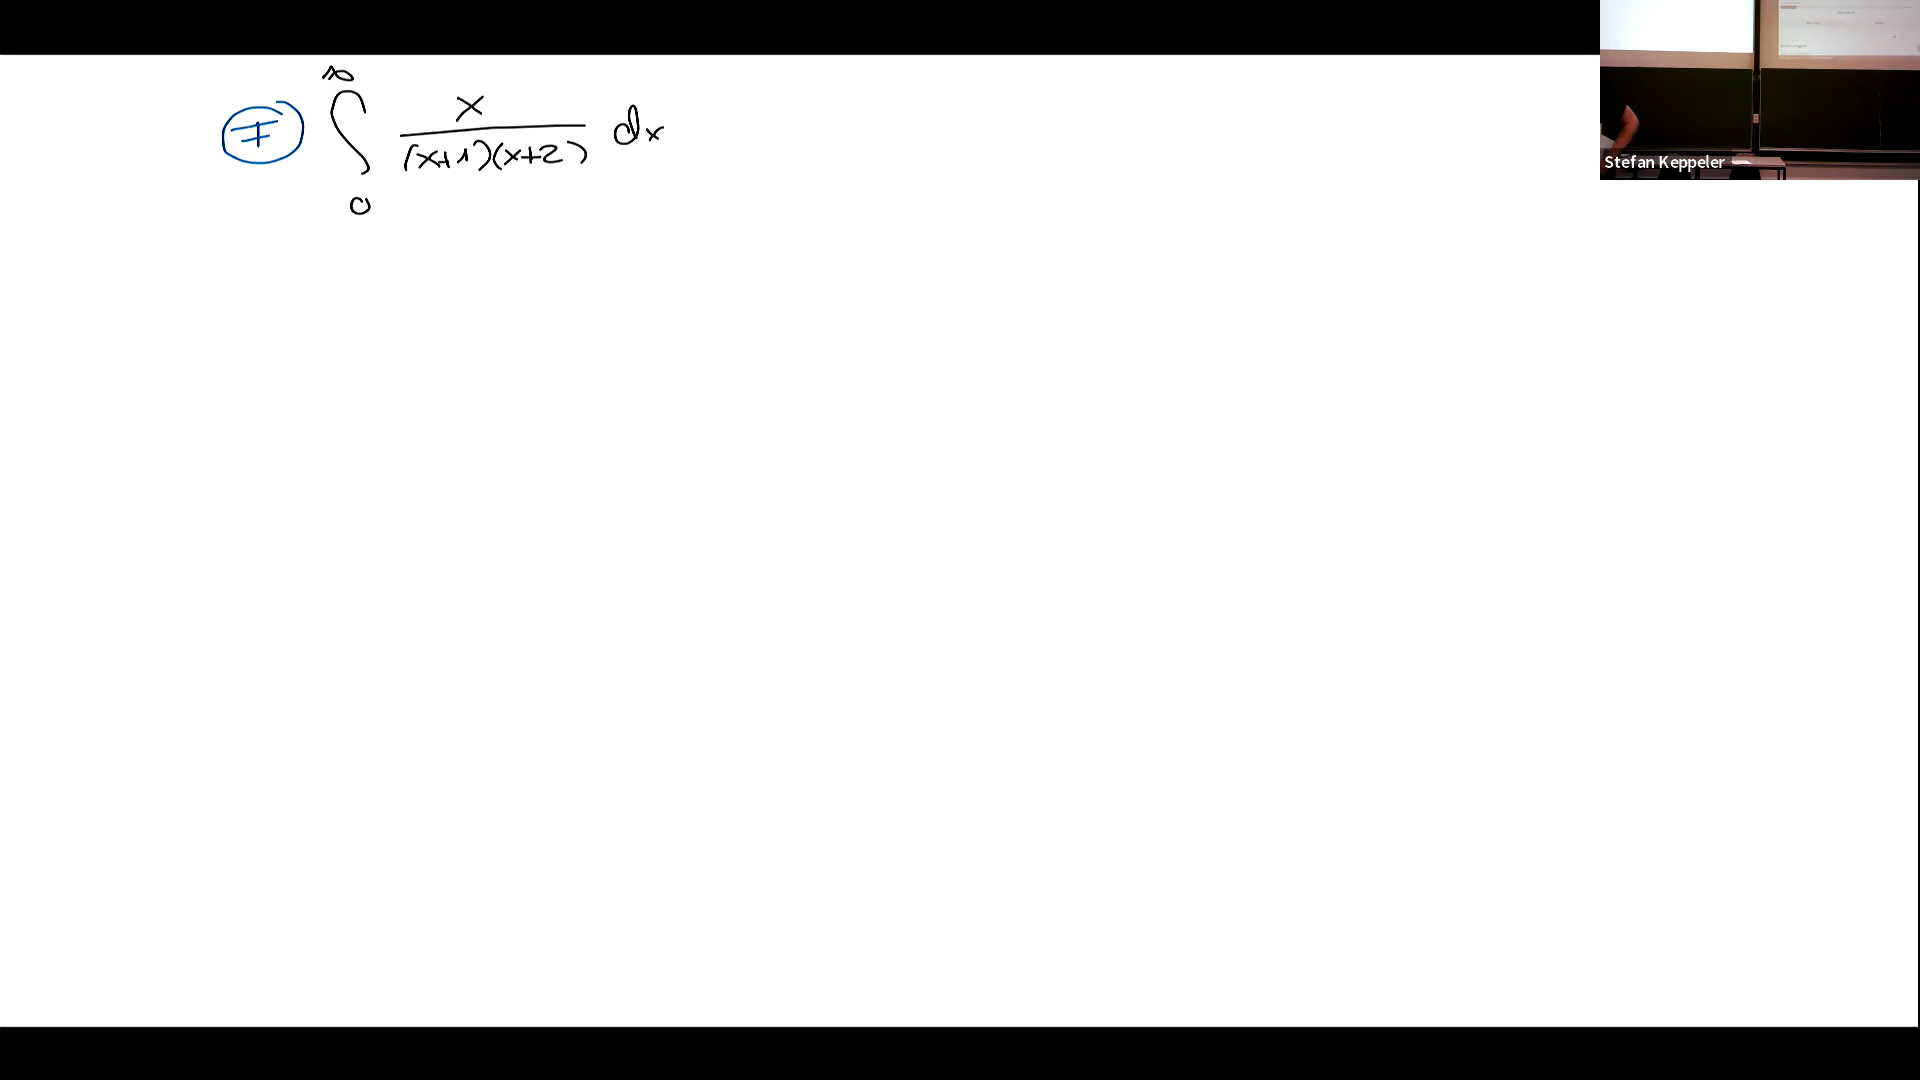 Ⓕ ∫₀^∞ x/((x+1)(x+2)) dx
Stefan Keppeler